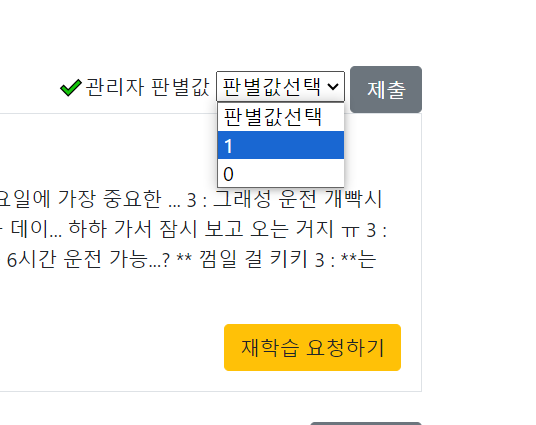 관리자 판별값 판별값선택 제출
판별값선택
1
0
요일에 가장 중요한 ... 3 : 그래성 운전 개빡시
데이... 하하 가서 잠시 보고 오는 거지 ㅠ 3 :
6시간 운전 가능...? ** 껌일 걸 키키 3 : **는
재학습 요청하기